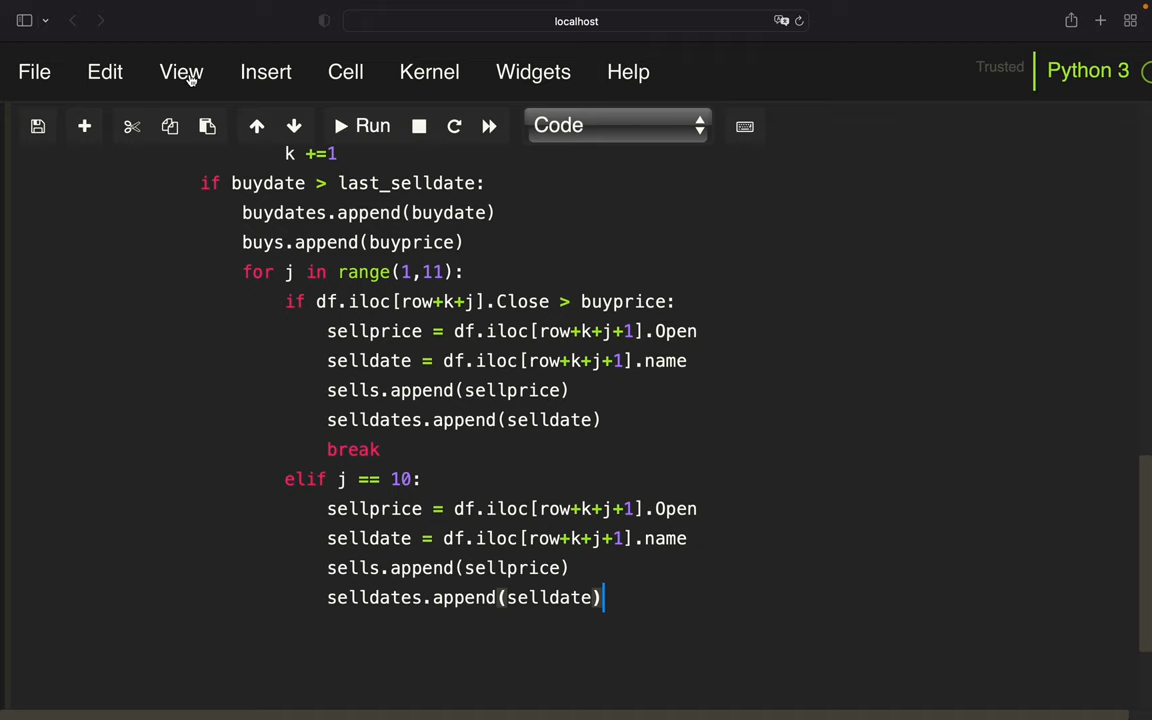 localhost
File Edit View Insert Cell Kernel Widgets Help Trusted Python 3
Run Code
k +=1
if buydate > last_selldate:
buydates.append(buydate)
buys.append(buyprice)
for j in range(1,11):
if df.iloc[row+k+j].Close > buyprice:
sellprice = df.iloc[row+k+j+1].Open
selldate = df.iloc[row+k+j+1].name
sells.append(sellprice)
selldates.append(selldate)
break
elif j == 10:
sellprice = df.iloc[row+k+j+1].Open
selldate = df.iloc[row+k+j+1].name
sells.append(sellprice)
selldates.append(selldate)